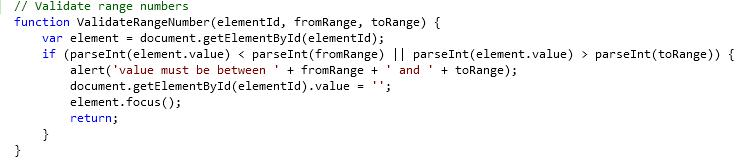 // Validate range numbers
function ValidateRangeNumber(elementId, fromRange, toRange) {
    var element = document.getElementById(elementId);
    if (parseInt(element.value) < parseInt(fromRange) || parseInt(element.value) > parseInt(toRange)) {
        alert('value must be between ' + fromRange + ' and ' + toRange);
        document.getElementById(elementId).value = '';
        element.focus();
        return;
    }
}